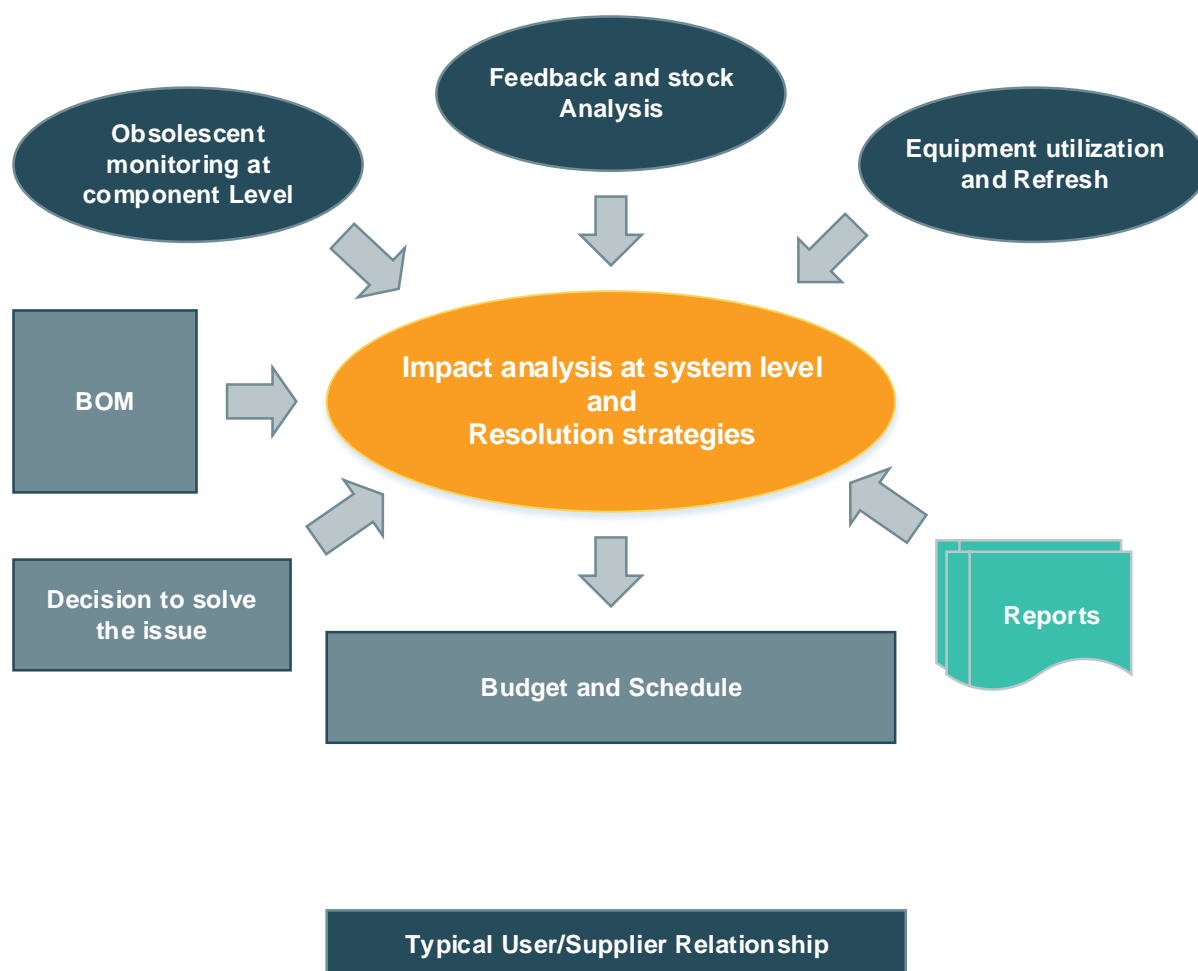 Feedback and stock
Analysis
Obsolescent
monitoring at
component Level
Equipment utilization
and Refresh
Impact analysis at system level
and
Resolution strategies
BOM
Decision to solve
the issue
Reports
Budget and Schedule
Typical User/Supplier Relationship